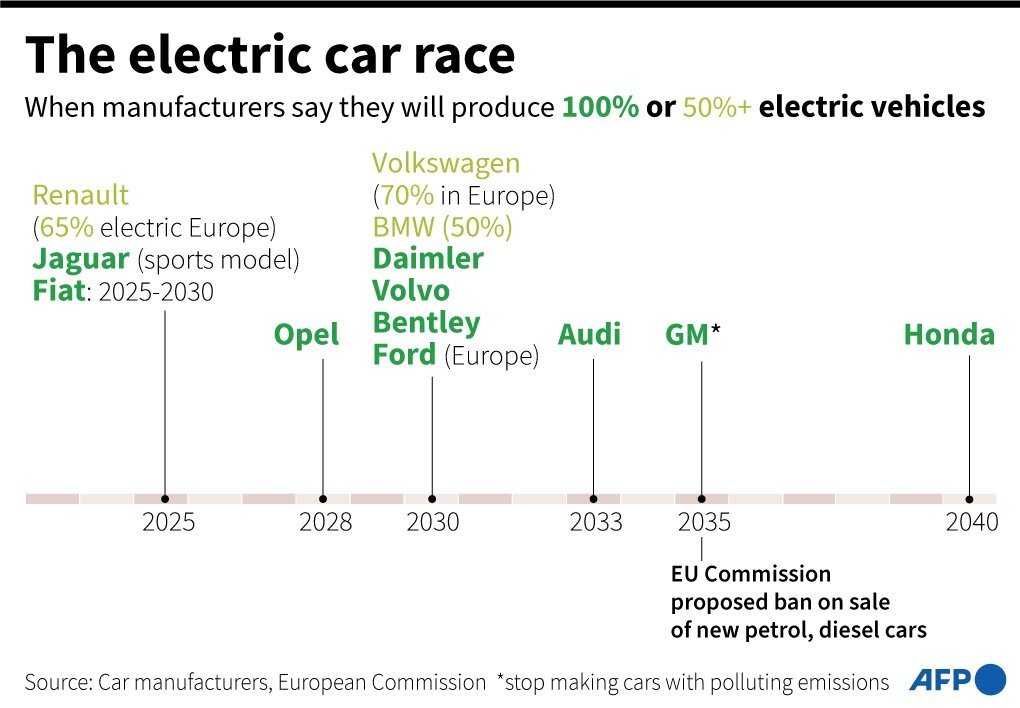 The electric car race
When manufacturers say they will produce 100% or 50%+ electric vehicles
Renault
(65% electric Europe)
Jaguar (sports model)
Fiat: 2025-2030
Opel
Volkswagen
(70% in Europe)
BMW (50%)
Daimler
Volvo
Bentley
Ford (Europe)
Audi
GM*
Honda
2025
2028
2030
2033
2035
2040
EU Commission
proposed ban on sale
of new petrol, diesel cars
Source: Car manufacturers, European Commission *stop making cars with polluting emissions
AFP